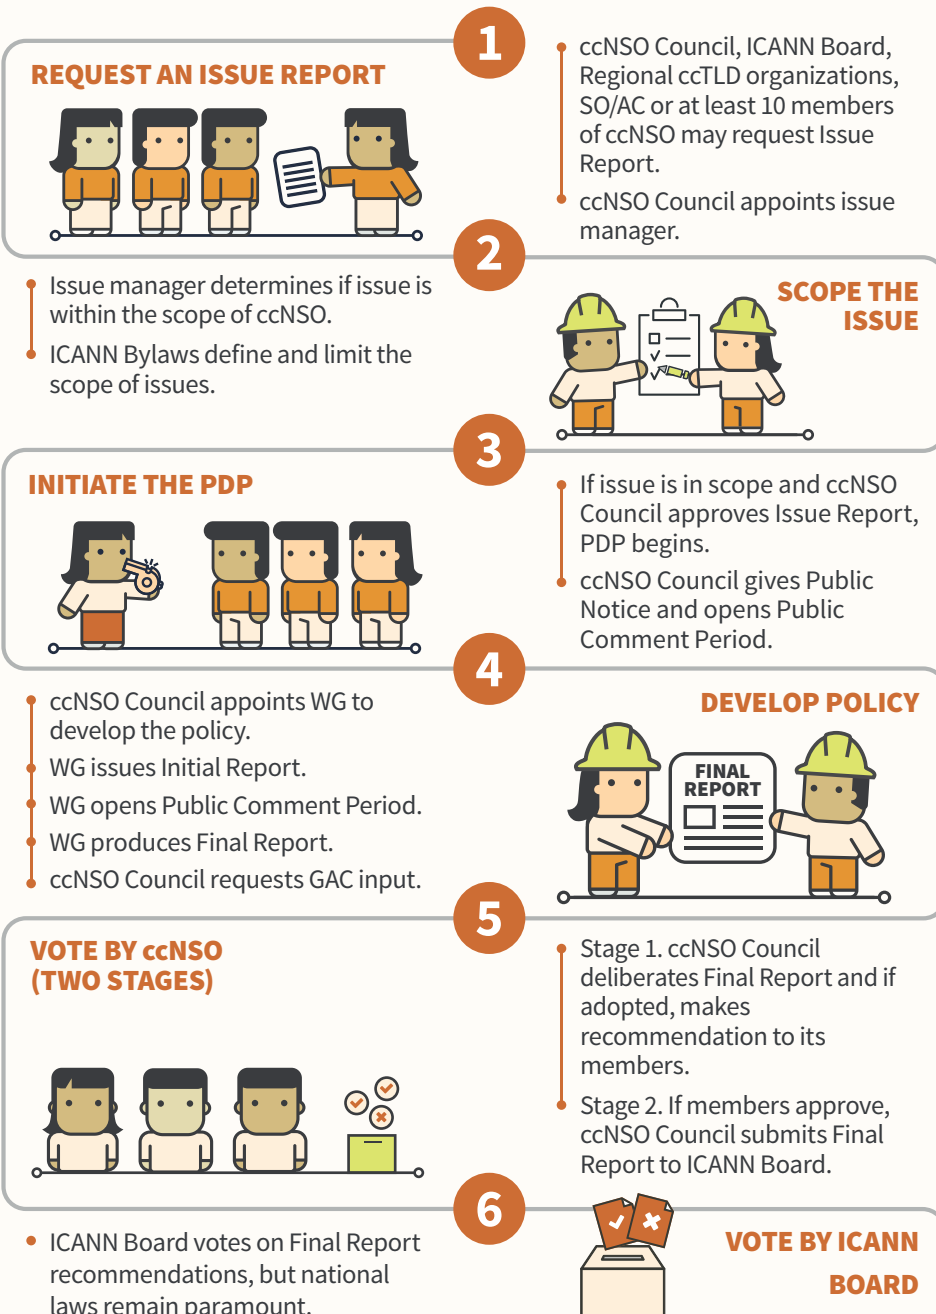 1
REQUEST AN ISSUE REPORT
ccNSO Council, ICANN Board,
Regional ccTLD organizations,
SO/AC or at least 10 members
of ccNSO may request Issue
Report.
ccNSO Council appoints issue
manager.
2
SCOPE THE
ISSUE
Issue manager determines if issue is
within the scope of ccNSO.
ICANN Bylaws define and limit the
scope of issues.
3
INITIATE THE PDP
If issue is in scope and ccNSO
Council approves Issue Report,
PDP begins.
ccNSO Council gives Public
Notice and opens Public
Comment Period.
4
DEVELOP POLICY
ccNSO Council appoints WG to
develop the policy.
WG issues Initial Report.
WG opens Public Comment Period.
WG produces Final Report.
ccNSO Council requests GAC input.
FINAL
REPORT
5
VOTE BY ccNSO
(TWO STAGES)
Stage 1. ccNSO Council
deliberates Final Report and if
adopted, makes
recommendation to its
members.
Stage 2. If members approve,
ccNSO Council submits Final
Report to ICANN Board.
6
VOTE BY ICANN
BOARD
ICANN Board votes on Final Report
recommendations, but national
laws remain paramount.